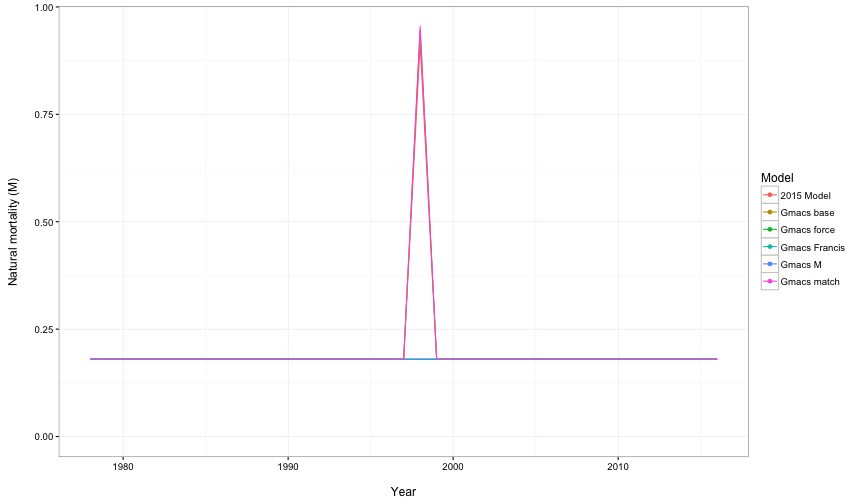 1.00
0.75
0.50
0.25
0.00
Natural mortality (M)
1980
1990
2000
2010
Year
Model
2015 Model
Gmacs base
Gmacs force
Gmacs Francis
Gmacs M
Gmacs match